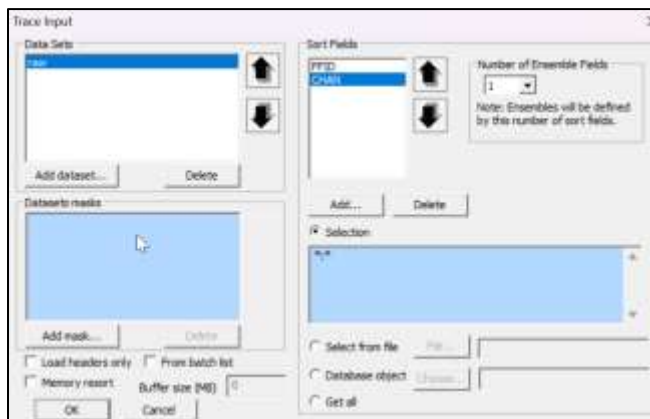 Trace Input
Data Sets
raw
Add dataset...
Delete
Datasets masks
Add mask...
Delete
Load headers only
From batch list
Memory resort
Buffer size (MB)
0
OK
Cancel
Sort Fields
FFID
CHAN
Number of Ensemble Fields
1
Note: Ensembles will be defined
by this number of sort fields.
Add...
Delete
Selection
Select from file
File...
Database object
Choose...
Get all